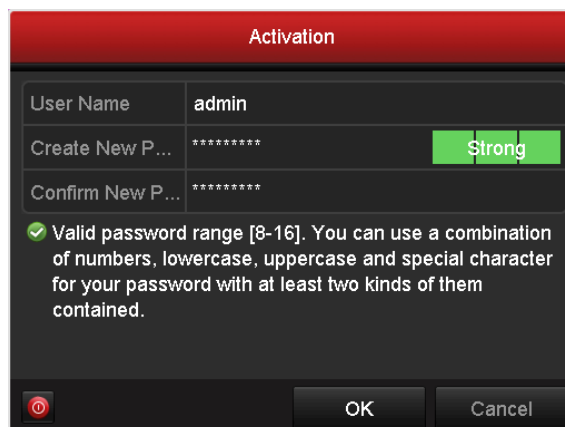 Activation
User Name admin
Create New P... ********* Strong
Confirm New P... *********
Valid password range [8-16]. You can use a combination
of numbers, lowercase, uppercase and special character
for your password with at least two kinds of them
contained.
OK Cancel